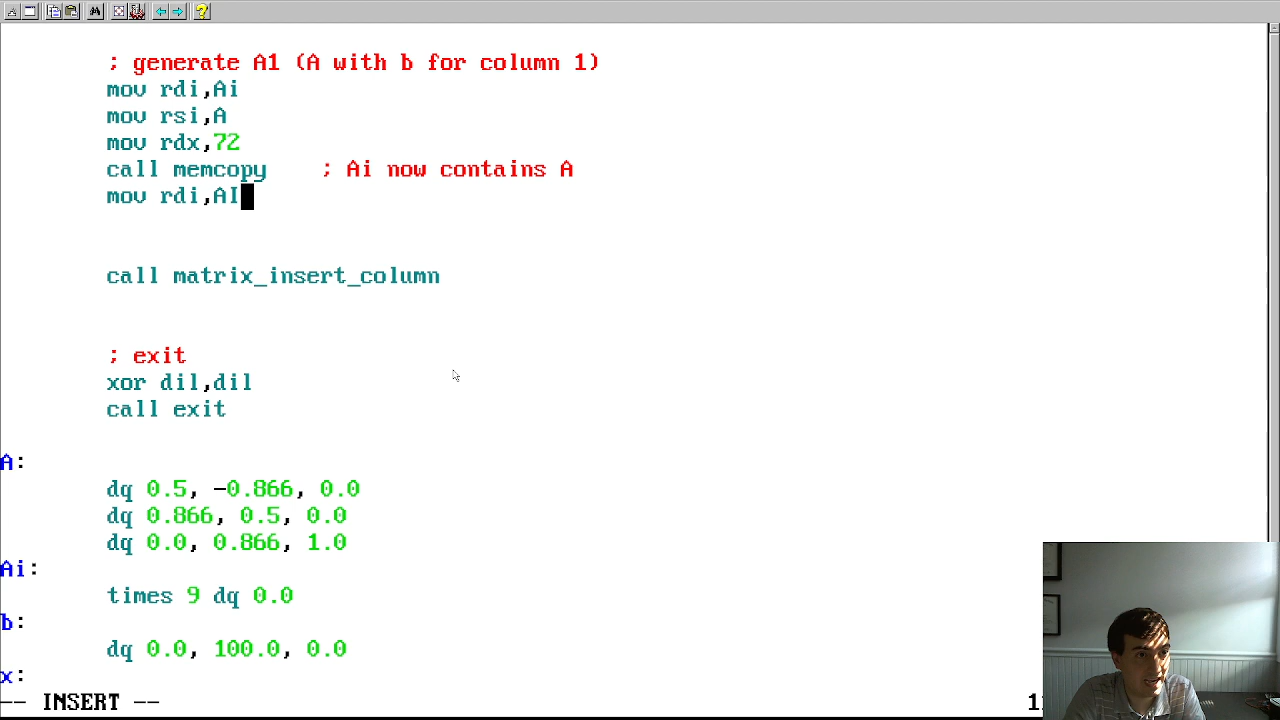 ; generate A1 (A with b for column 1)
mov rdi,Ai
mov rsi,A
mov rdx,72
call memcopy    ; Ai now contains A
mov rdi,AI
call matrix_insert_column
; exit
xor dil,dil
call exit
A:
dq 0.5, -0.866, 0.0
dq 0.866, 0.5, 0.0
dq 0.0, 0.866, 1.0
Ai:
times 9 dq 0.0
b:
dq 0.0, 100.0, 0.0
x:
-- INSERT --